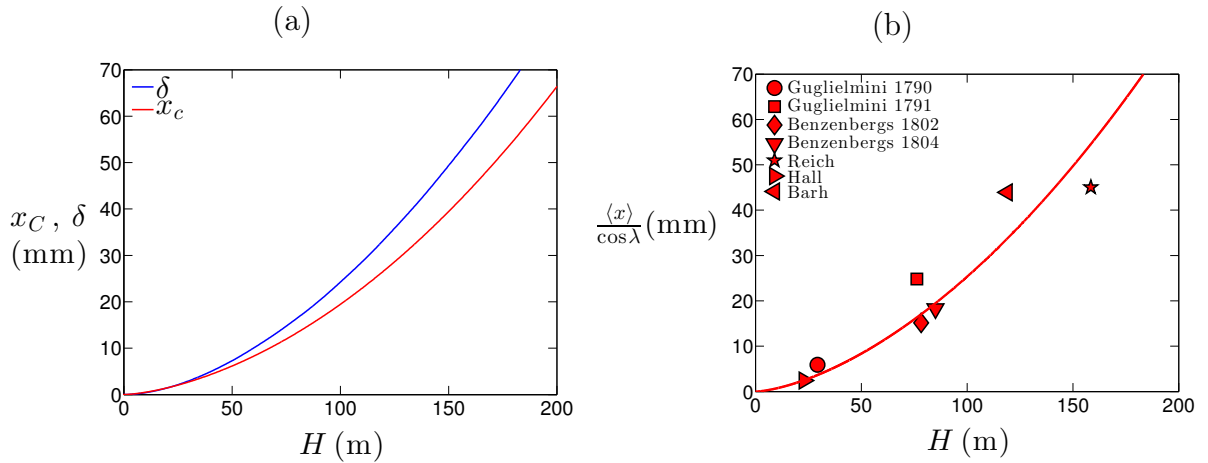 (a)
70
60
50
40
30
20
10
0
0
50
100
150
200
δ
x_c
x_C , δ
(mm)
H (m)
(b)
70
60
50
40
30
20
10
0
0
50
100
150
200
Guglielmini 1790
Guglielmini 1791
Benzenbergs 1802
Benzenbergs 1804
Reich
Hall
Barh
⟨x⟩/cosλ (mm)
H (m)